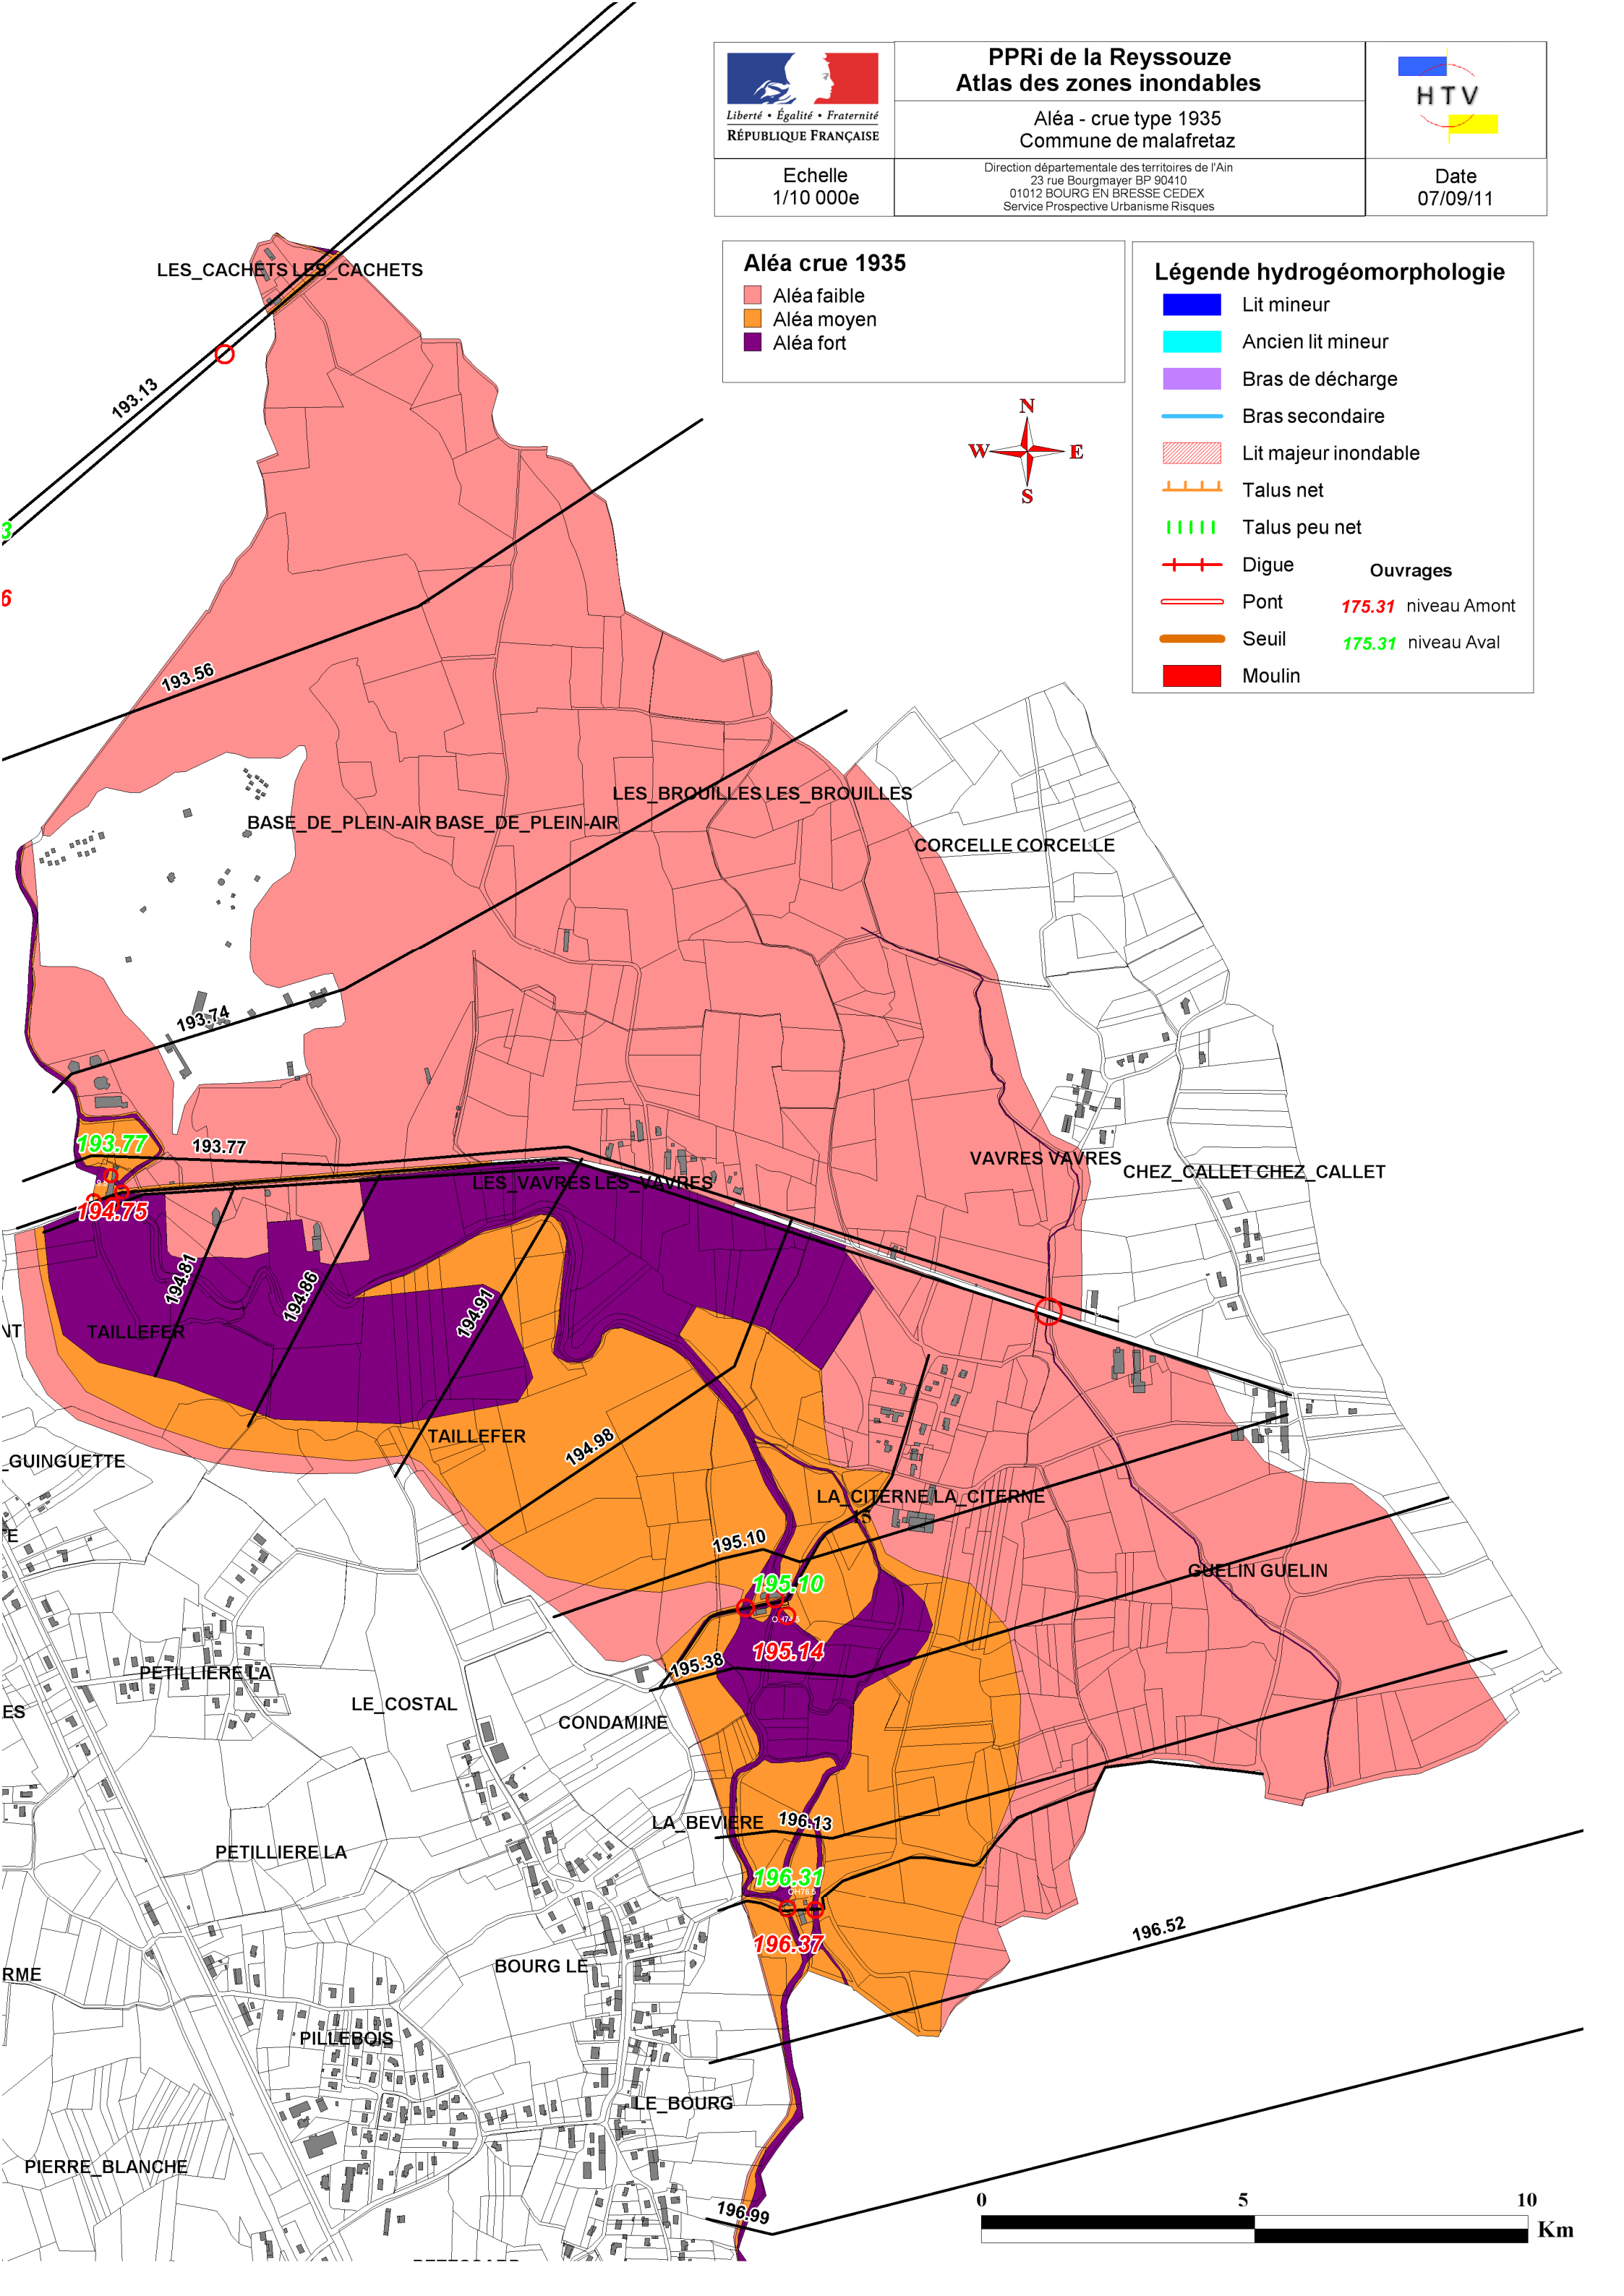 PPRi de la Reyssouze
Atlas des zones inondables
Aléa - crue type 1935
Commune de malafretaz
Liberté • Égalité • Fraternité
RÉPUBLIQUE FRANÇAISE
HTV
Echelle
1/10 000e
Direction départementale des territoires de l'Ain
23 rue Bourgmayer BP 90410
01012 BOURG EN BRESSE CEDEX
Service Prospective Urbanisme Risques
Date
07/09/11
Aléa crue 1935
Aléa faible
Aléa moyen
Aléa fort
Légende hydrogéomorphologie
Lit mineur
Ancien lit mineur
Bras de décharge
Bras secondaire
Lit majeur inondable
Talus net
Talus peu net
Digue
Pont
Seuil
Moulin
Ouvrages
175.31 niveau Amont
175.31 niveau Aval
N
W E
S
LES_CACHETS LES_CACHETS
193.13
3
6
193.56
LES_BROUILLES LES_BROUILLES
BASE_DE_PLEIN-AIR BASE_DE_PLEIN-AIR
CORCELLE CORCELLE
193.74
193.77
193.77
VAVRES VAVRES
CHEZ_CALLET CHEZ_CALLET
LES_VAVRES LES_VAVRES
194.75
194.81
194.86
194.91
NT
TAILLEFER
TAILLEFER
194.98
_GUINGUETTE
LA_CITERNE LA_CITERNE
15
TE
195.10
195.10
GUELIN GUELIN
195.14
195.38
PETILLIERE LA
ES
LE_COSTAL
CONDAMINE
LA_BEVIERE
196.13
PETILLIERE LA
196.31
196.37
196.52
BOURG LE
RME
PILLEBOIS
LE_BOURG
PIERRE_BLANCHE
196.99
0 5 10
Km